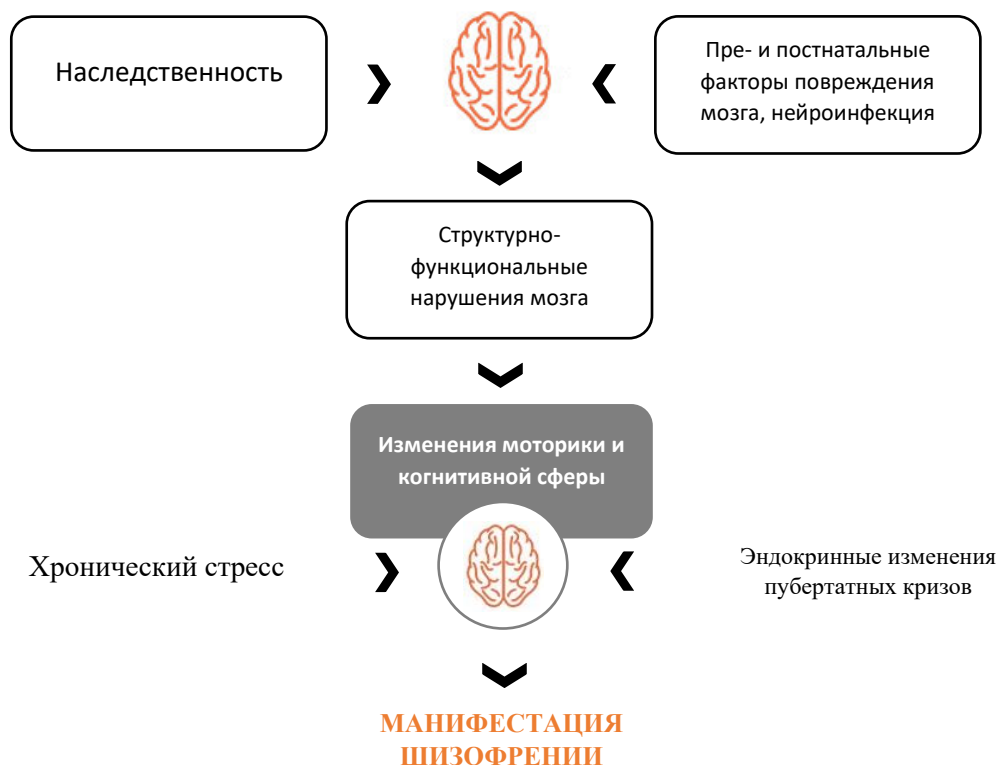 Наследственность
Пре- и постнатальные
факторы повреждения
мозга, нейроинфекция
Структурно-
функциональные
нарушения мозга
Изменения моторики и
когнитивной сферы
Хронический стресс
Эндокринные изменения
пубертатных кризов
МАНИФЕСТАЦИЯ
ШИЗОФРЕНИИ